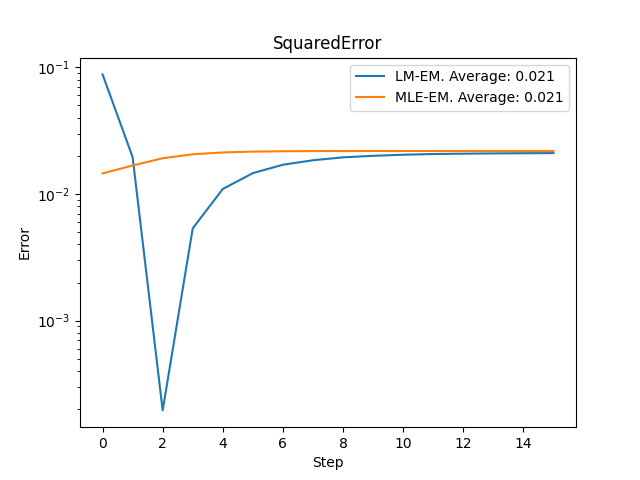 SquaredError
LM-EM. Average: 0.021
MLE-EM. Average: 0.021
10⁻¹
10⁻²
10⁻³
Error
0 2 4 6 8 10 12 14
Step